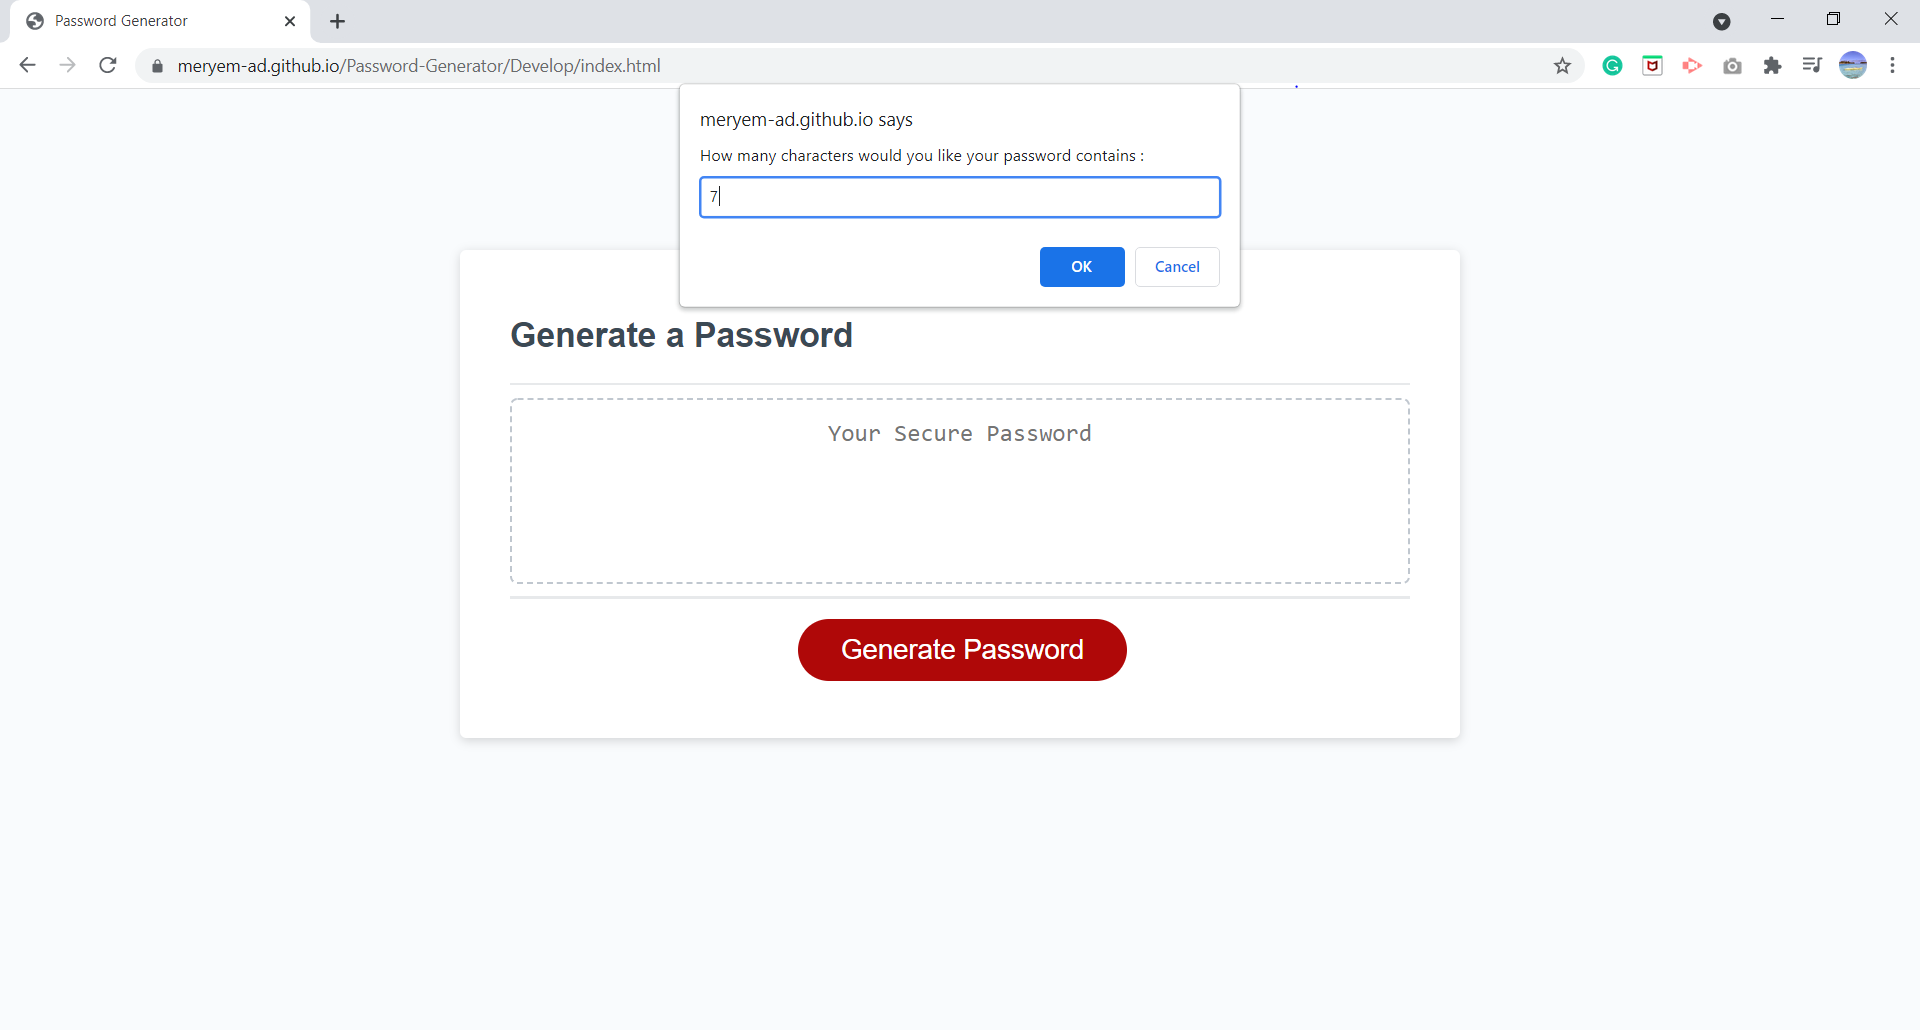 Password Generator
meryem-ad.github.io/Password-Generator/Develop/index.html
meryem-ad.github.io says
How many characters would you like your password contains :
7
OK Cancel
Generate a Password
Your Secure Password
Generate Password